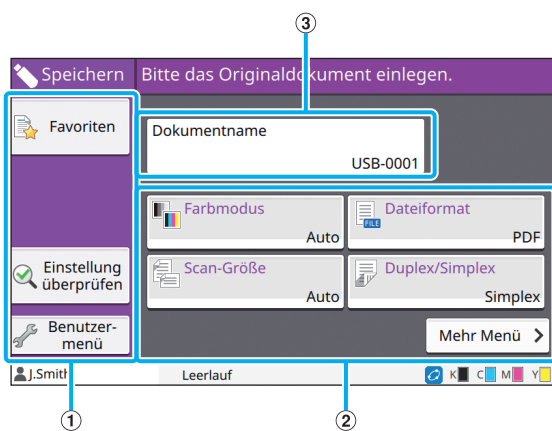 ③
Speichern
Bitte das Originaldokument einlegen.
Favoriten
Dokumentname
USB-0001
Farbmodus
Auto
Dateiformat
FILE
PDF
Scan-Größe
Auto
Duplex/Simplex
Simplex
Einstellung
überprüfen
Benutzer-
menü
Mehr Menü
J.Smith
Leerlauf
K C M Y
① ②